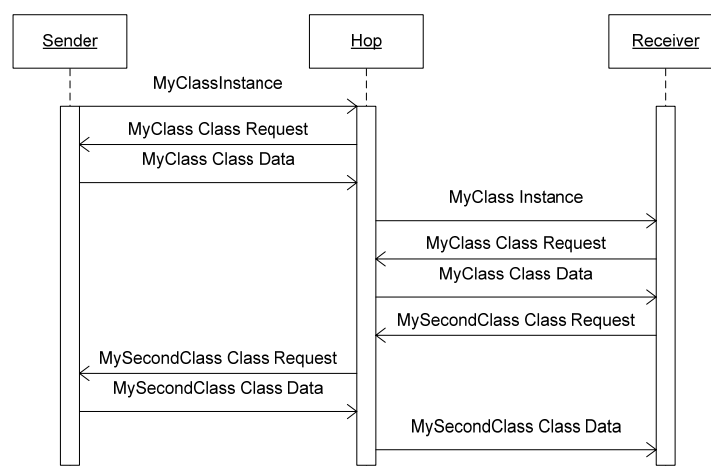 Sender
Hop
Receiver
MyClassInstance
MyClass Class Request
MyClass Class Data
MyClass Instance
MyClass Class Request
MyClass Class Data
MySecondClass Class Request
MySecondClass Class Request
MySecondClass Class Data
MySecondClass Class Data